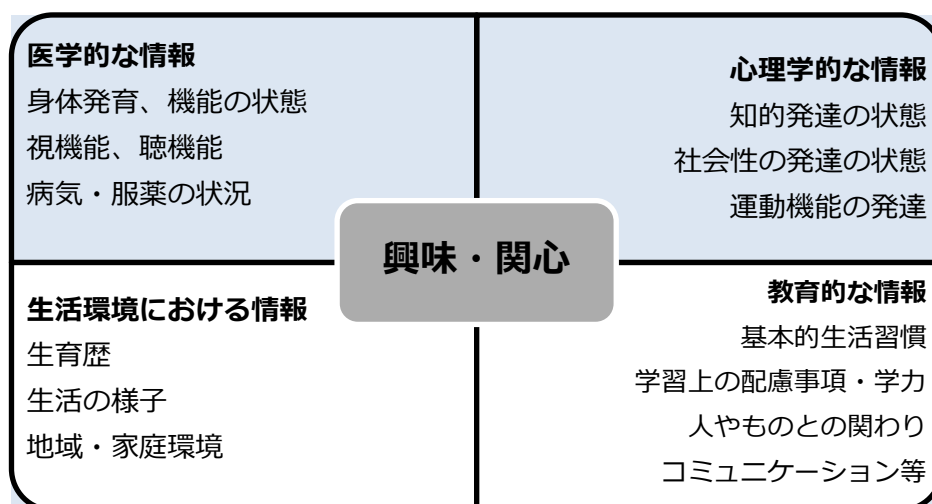 医学的な情報
身体発育、機能の状態
視機能、聴機能
病気・服薬の状況
心理学的な情報
知的発達の状態
社会性の発達の状態
運動機能の発達
興味・関心
生活環境における情報
生育歴
生活の様子
地域・家庭環境
教育的な情報
基本的生活習慣
学習上の配慮事項・学力
人やものとの関わり
コミュニケーション等